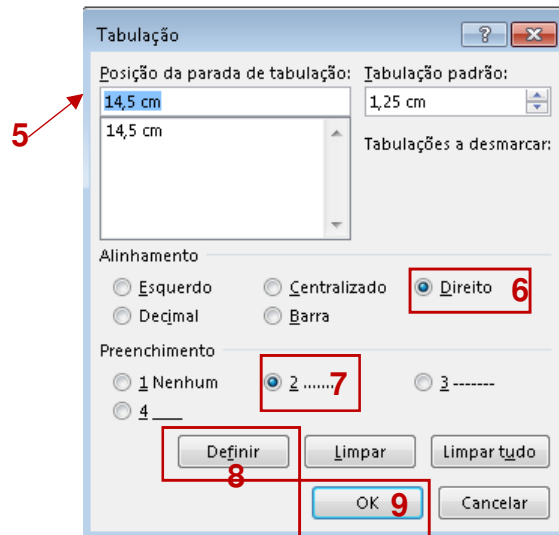 Tabulação
Posição da parada de tabulação: Tabulação padrão:
14,5 cm 1,25 cm
5
14,5 cm
Tabulações a desmarcar:
Alinhamento
Esquerdo Centralizado Direito 6
Decimal Barra
Preenchimento
1 Nenhum 2 ....... 7 3 -------
4 ___
Definir Limpar Limpar tudo
8
OK 9 Cancelar